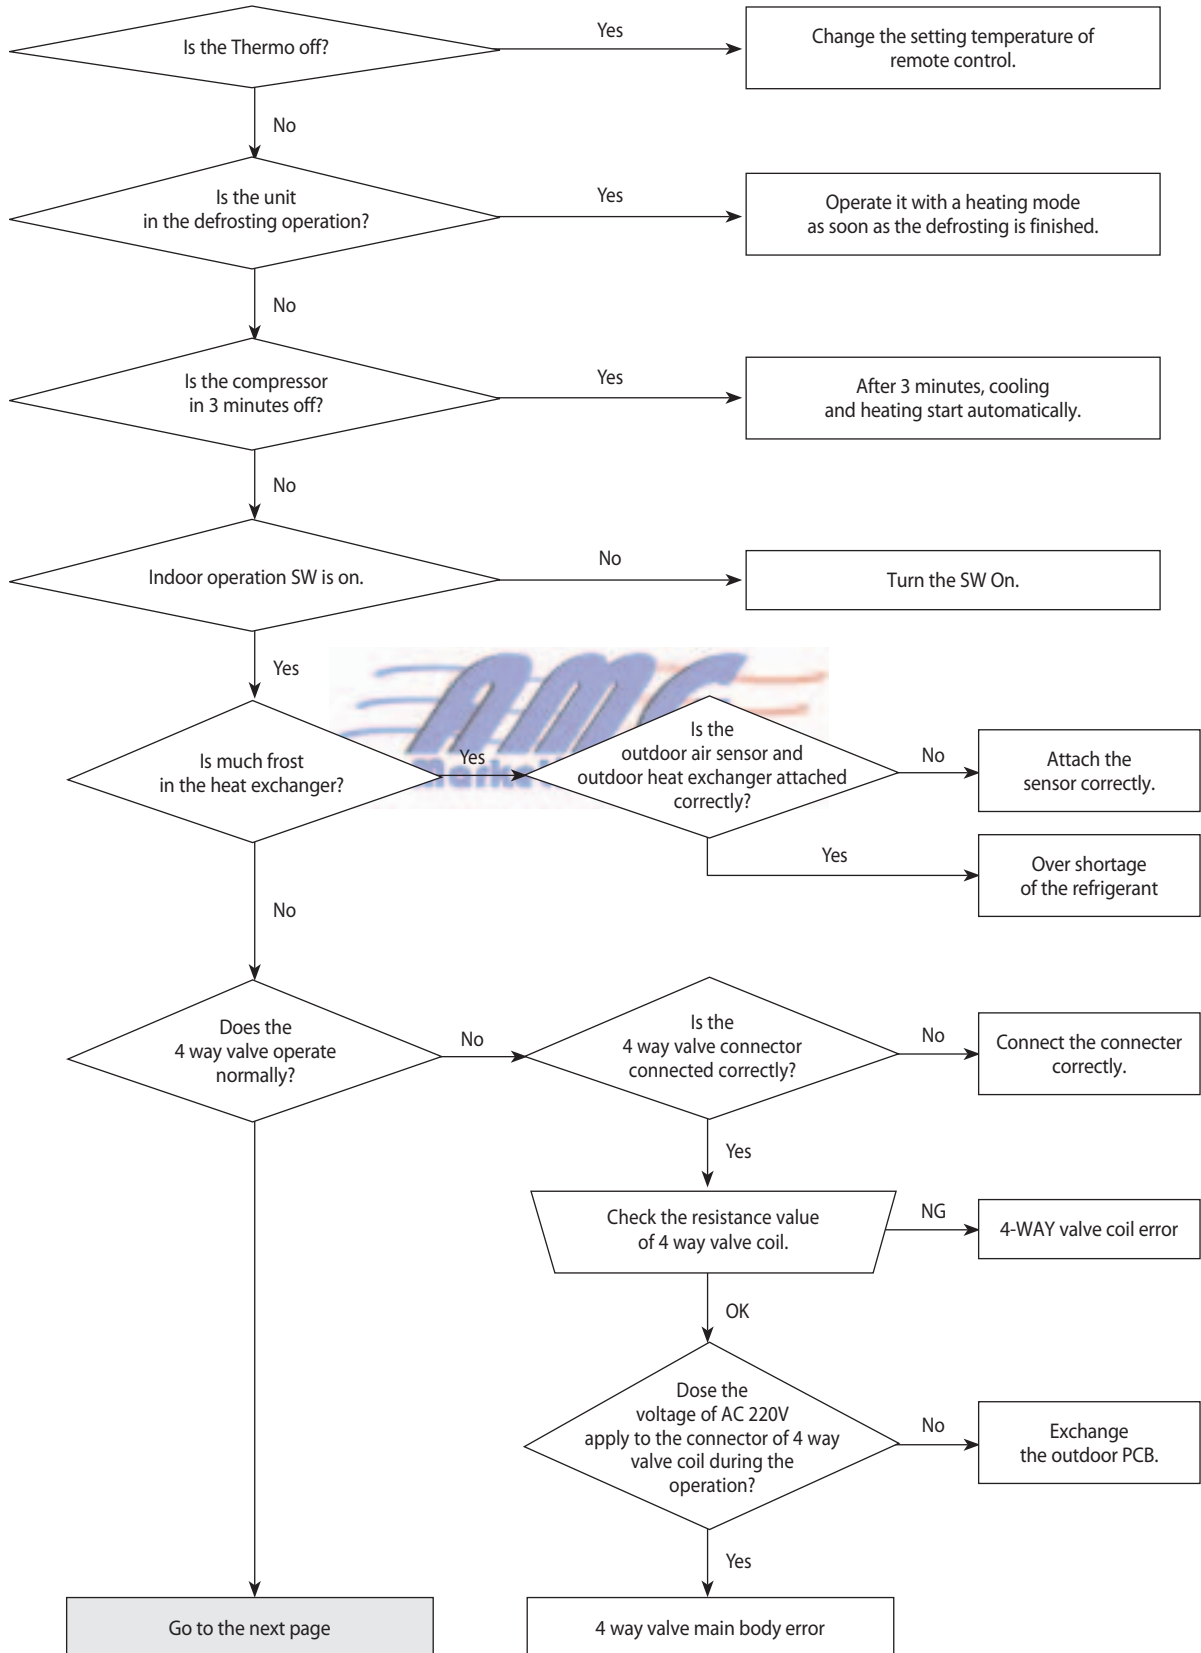 Is the Thermo off?
Yes
Change the setting temperature of
remote control.
No
Is the unit
in the defrosting operation?
Yes
Operate it with a heating mode
as soon as the defrosting is finished.
No
Is the compressor
in 3 minutes off?
Yes
After 3 minutes, cooling
and heating start automatically.
No
Indoor operation SW is on.
No
Turn the SW On.
Yes
AMC
Is much frost
in the heat exchanger?
Yes
Is the
outdoor air sensor and
outdoor heat exchanger attached
correctly?
No
Attach the
sensor correctly.
Yes
Over shortage
of the refrigerant
No
Does the
4 way valve operate
normally?
No
Is the
4 way valve connector
connected correctly?
No
Connect the connecter
correctly.
Yes
Check the resistance value
of 4 way valve coil.
NG
4-WAY valve coil error
OK
Dose the
voltage of AC 220V
apply to the connector of 4 way
valve coil during the
operation?
No
Exchange
the outdoor PCB.
Yes
Go to the next page
4 way valve main body error